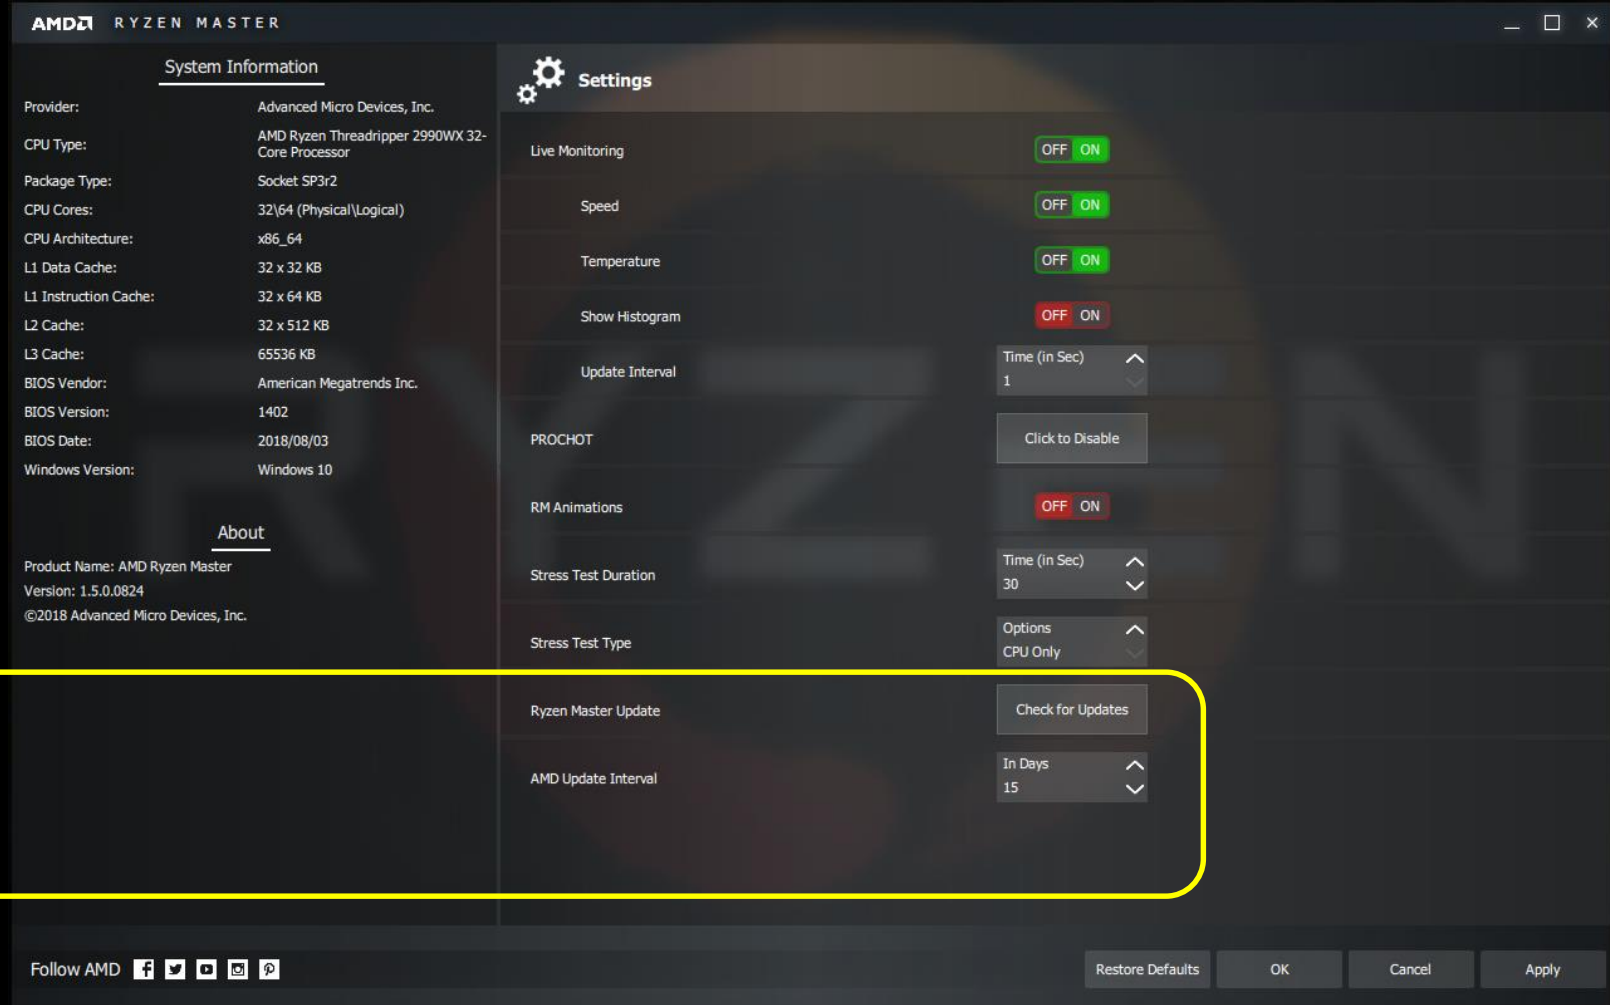 AMD RYZEN MASTER
System Information
Provider: Advanced Micro Devices, Inc.
CPU Type: AMD Ryzen Threadripper 2990WX 32-
Core Processor
Package Type: Socket SP3r2
CPU Cores: 32\64 (Physical\Logical)
CPU Architecture: x86_64
L1 Data Cache: 32 x 32 KB
L1 Instruction Cache: 32 x 64 KB
L2 Cache: 32 x 512 KB
L3 Cache: 65536 KB
BIOS Vendor: American Megatrends Inc.
BIOS Version: 1402
BIOS Date: 2018/08/03
Windows Version: Windows 10
About
Product Name: AMD Ryzen Master
Version: 1.5.0.0824
©2018 Advanced Micro Devices, Inc.
Settings
Live Monitoring OFF ON
Speed OFF ON
Temperature OFF ON
Show Histogram OFF ON
Update Interval Time (in Sec)
1
PROCHOT Click to Disable
RM Animations OFF ON
Stress Test Duration Time (in Sec)
30
Stress Test Type Options
CPU Only
Ryzen Master Update Check for Updates
AMD Update Interval In Days
15
RYZEN
Follow AMD
Restore Defaults OK Cancel Apply